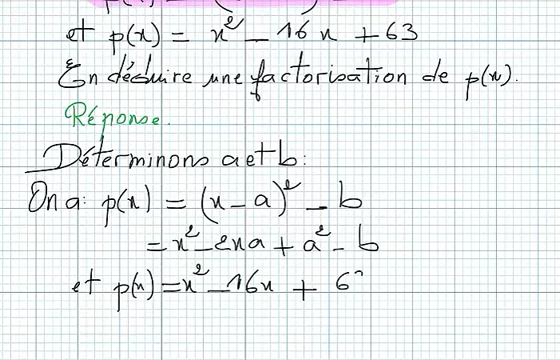 et p(x) = x² - 16x + 63
En déduire une factorisation de p(x).
Réponse.
Déterminons a et b:
On a: p(x) = (x - a)² - b
= x² - 2xa + a² - b
et p(x) = x² - 16x + 6